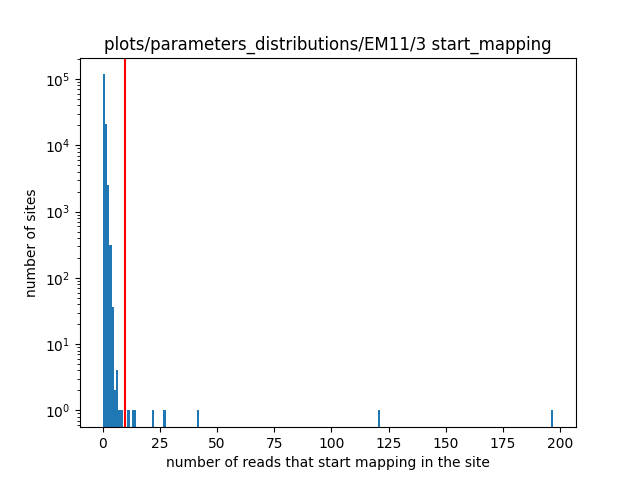 plots/parameters_distributions/EM11/3 start_mapping
10⁵
10⁴
10³
10²
10¹
10⁰
number of sites
0 25 50 75 100 125 150 175 200
number of reads that start mapping in the site